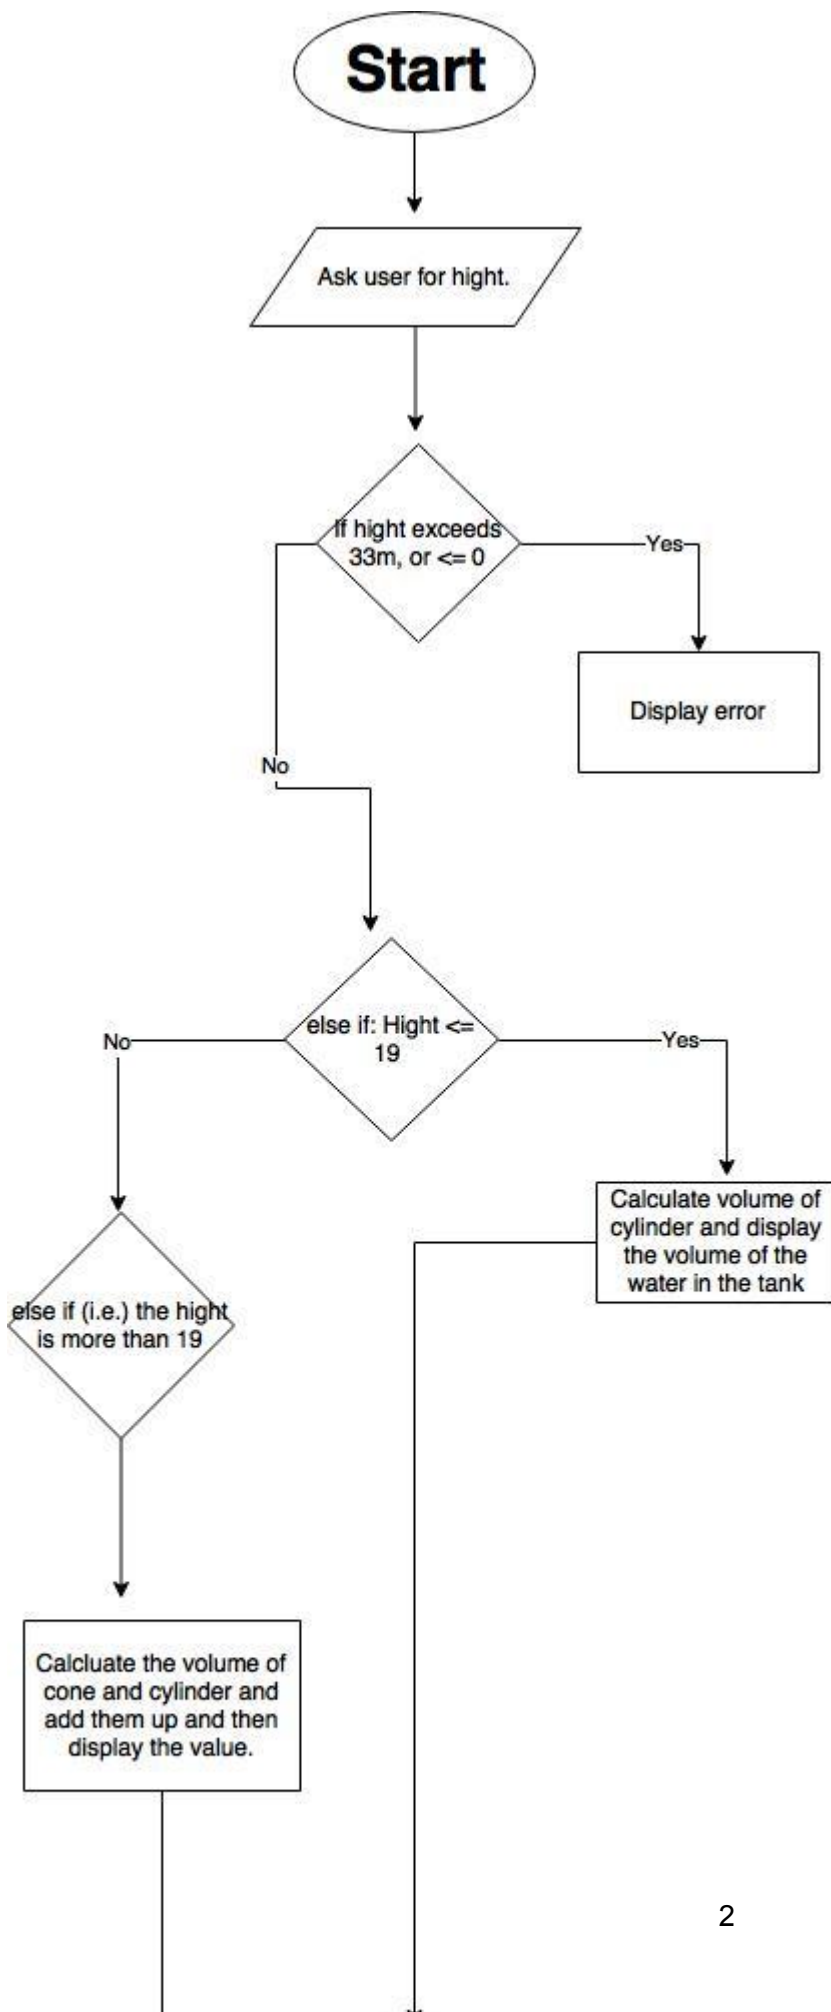 Start
Ask user for hight.
If hight exceeds
33m, or <= 0
Yes
Display error
No
else if: Hight <=
19
No
Yes
Calculate volume of
cylinder and display
the volume of the
water in the tank
else if (i.e.) the hight
is more than 19
Calcluate the volume of
cone and cylinder and
add them up and then
display the value.
2